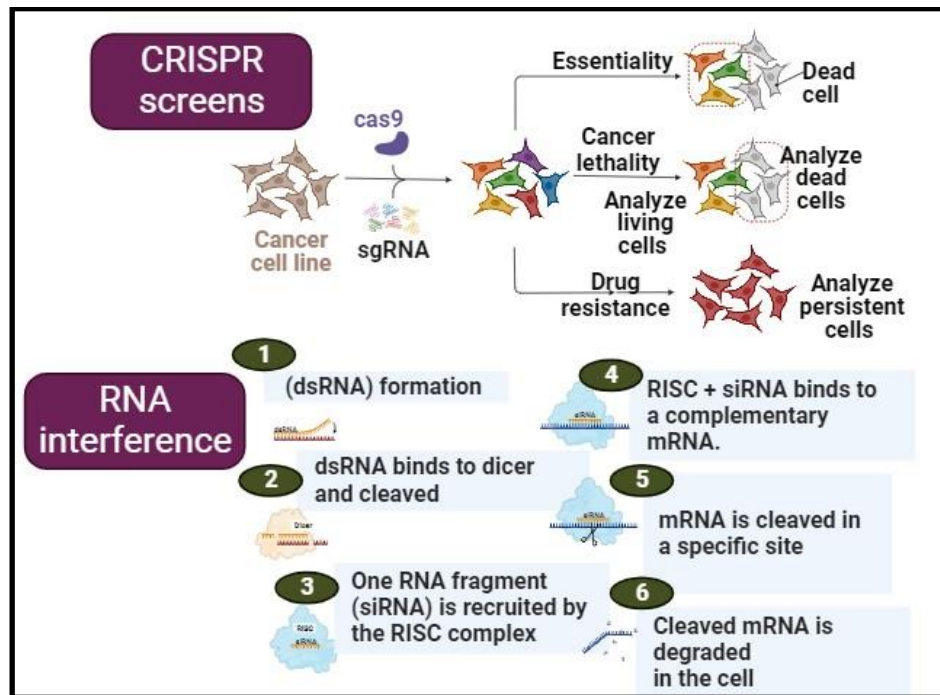 CRISPR
screens
cas9
sgRNA
Cancer
cell line
Essentiality
Dead
cell
Cancer
lethality
Analyze
living
cells
Analyze
dead
cells
Drug
resistance
Analyze
persistent
cells
RNA
interference
1
(dsRNA) formation
dsRNA
2
dsRNA binds to dicer
and cleaved
Dicer
3
One RNA fragment
(siRNA) is recruited by
the RISC complex
RISC
siRNA
4
RISC + siRNA binds to
a complementary
mRNA.
siRNA
5
mRNA is cleaved in
a specific site
siRNA
6
Cleaved mRNA is
degraded
in the cell